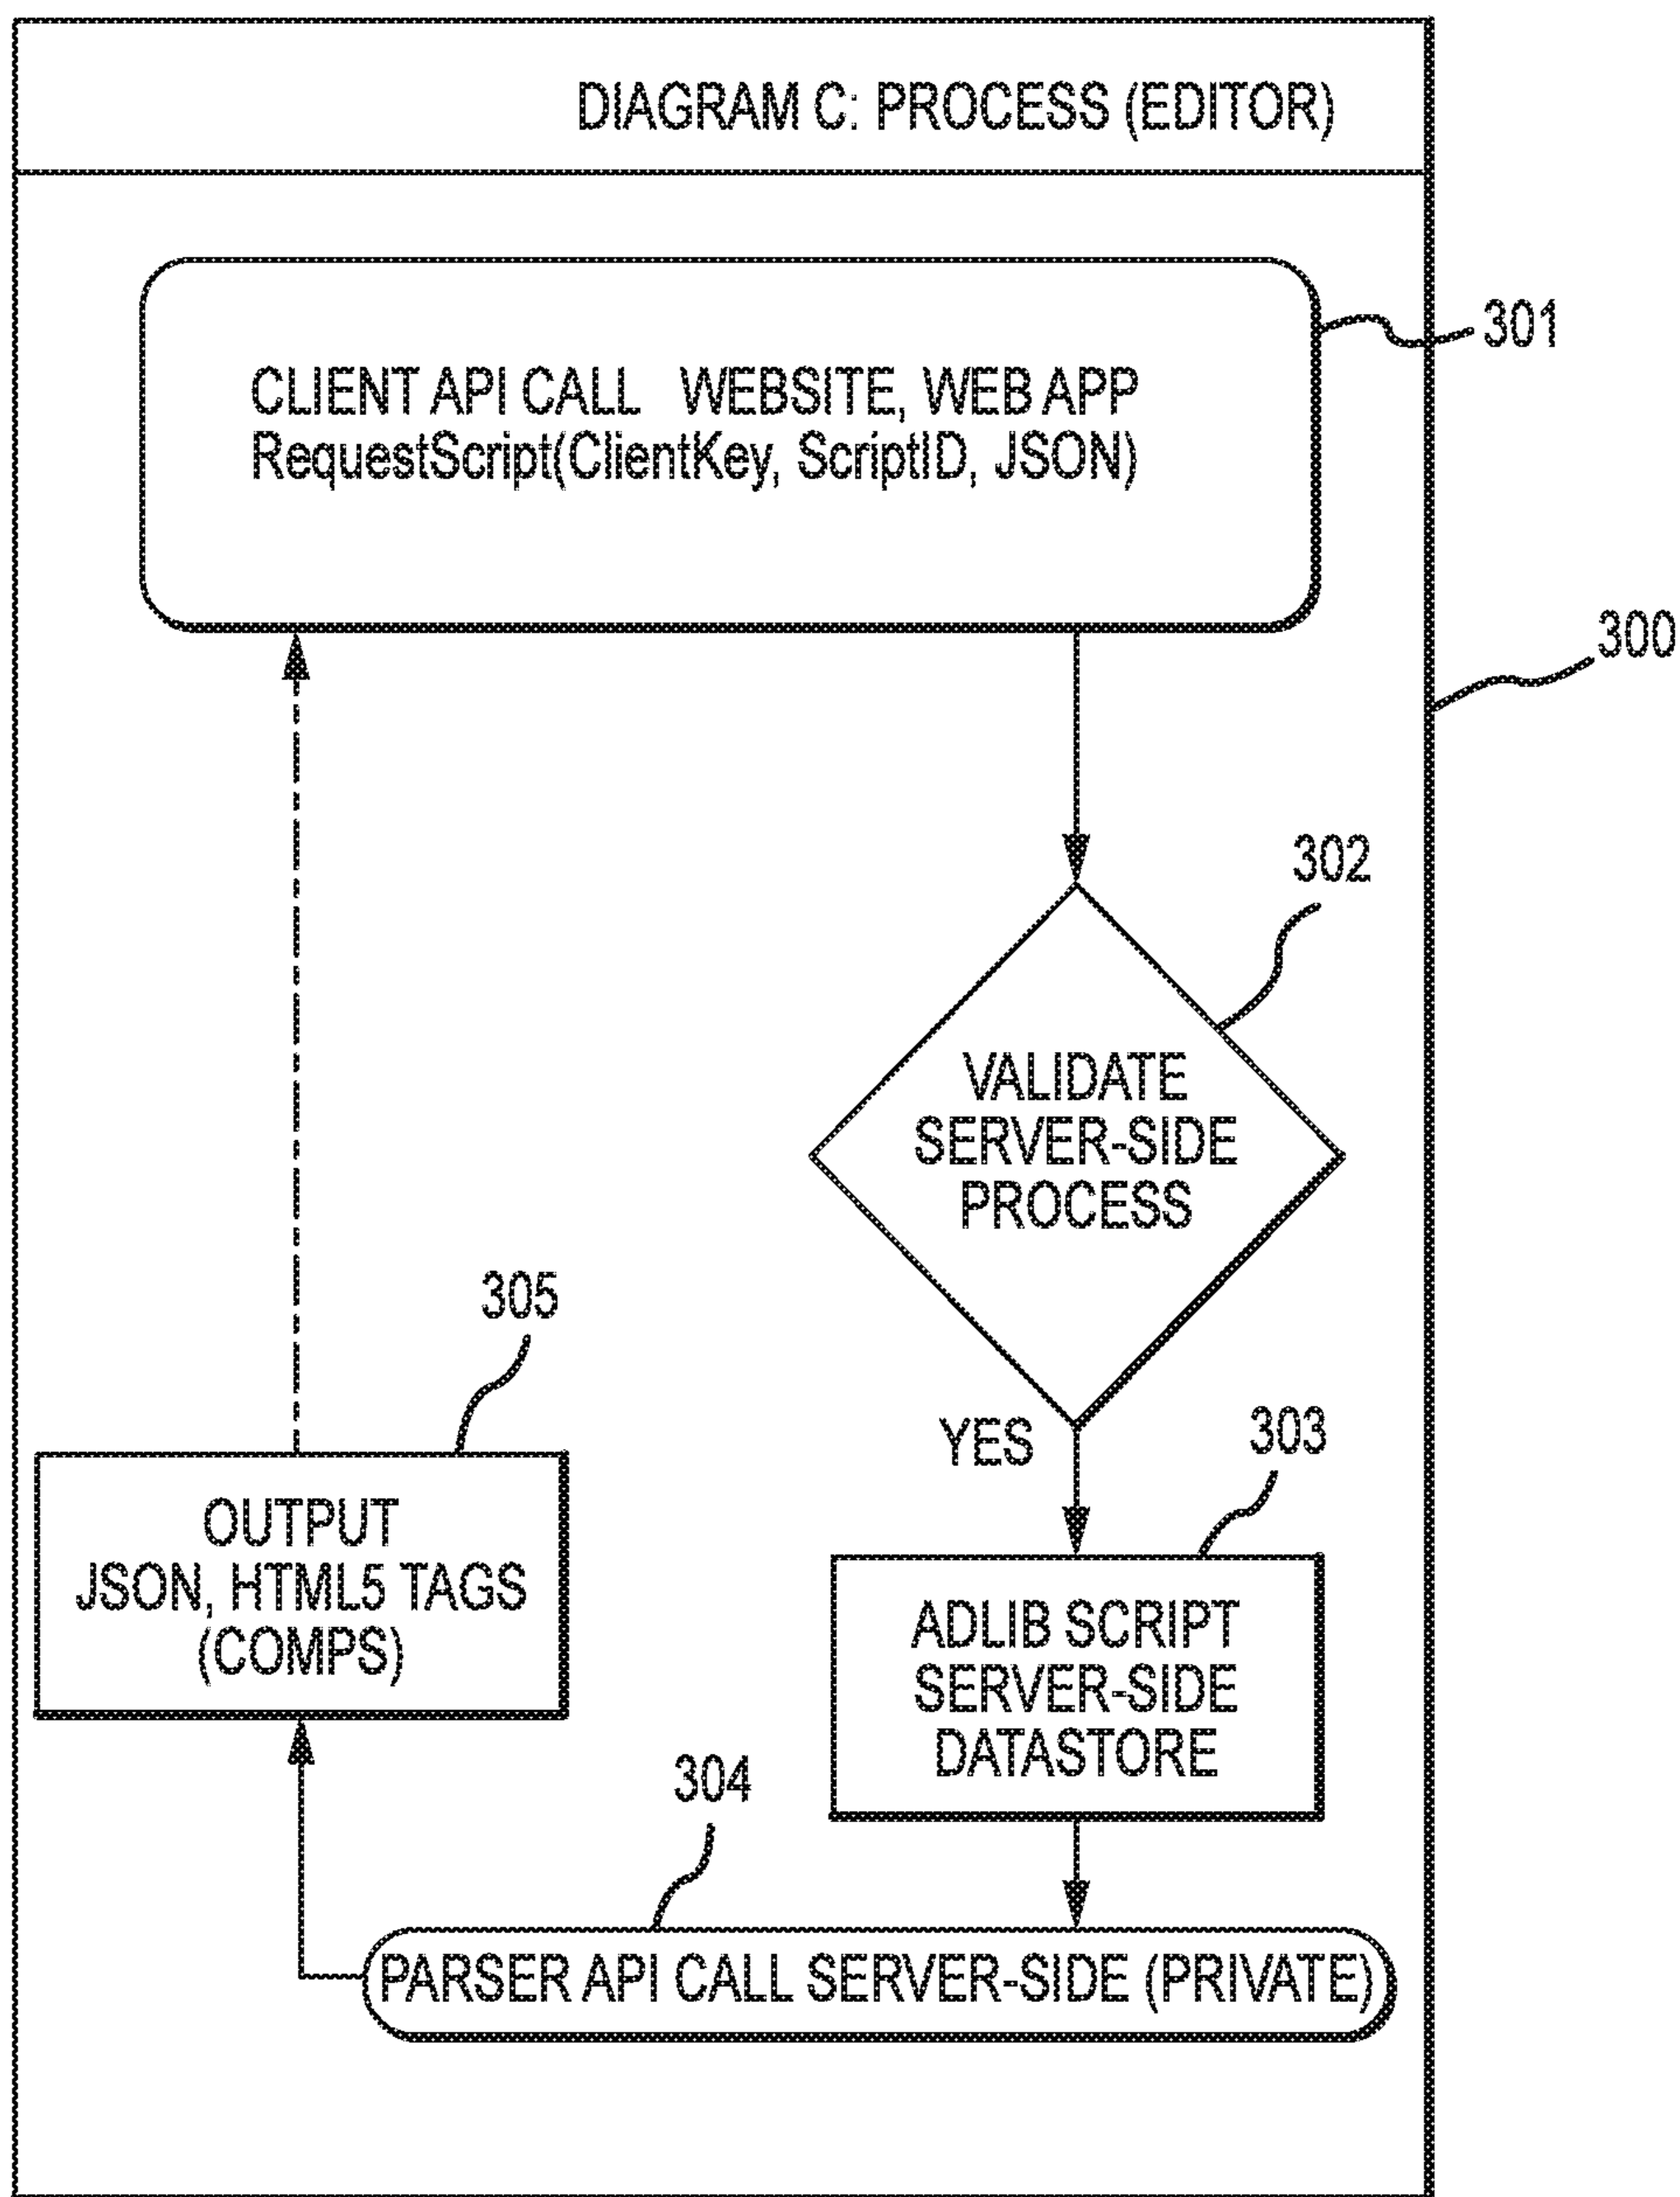 DIAGRAM C: PROCESS (EDITOR)
CLIENT API CALL WEBSITE, WEB APP
RequestScript(ClientKey, ScriptID, JSON)
301
300
302
VALIDATE
SERVER-SIDE
PROCESS
305
YES
303
OUTPUT
JSON, HTML5 TAGS
(COMPS)
ADLIB SCRIPT
SERVER-SIDE
DATASTORE
304
PARSER API CALL SERVER-SIDE (PRIVATE)